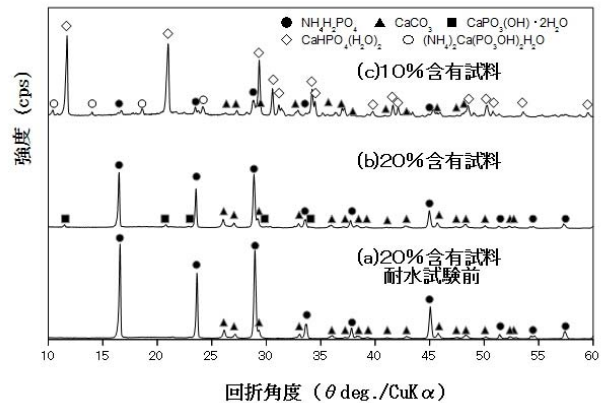 ● NH₄H₂PO₄ ▲ CaCO₃ ■ CaPO₃(OH)・2H₂O
◇ CaHPO₄(H₂O)₂ ○ (NH₄)₂Ca(PO₃OH)₂H₂O
(c)10%含有試料
(b)20%含有試料
(a)20%含有試料
耐水試験前
強度 (cps)
10 15 20 25 30 35 40 45 50 55 60
回折角度(θdeg./CuKα)